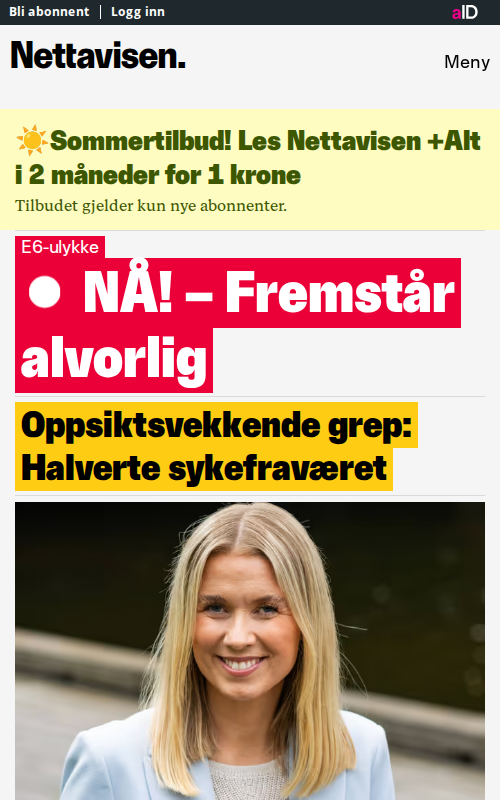 Bli abonnent | Logg inn
aID
Nettavisen.
Meny
☀️Sommertilbud! Les Nettavisen +Alt
i 2 måneder for 1 krone
Tilbudet gjelder kun nye abonnenter.
E6-ulykke
NÅ! – Fremstår
alvorlig
Oppsiktsvekkende grep:
Halverte sykefraværet